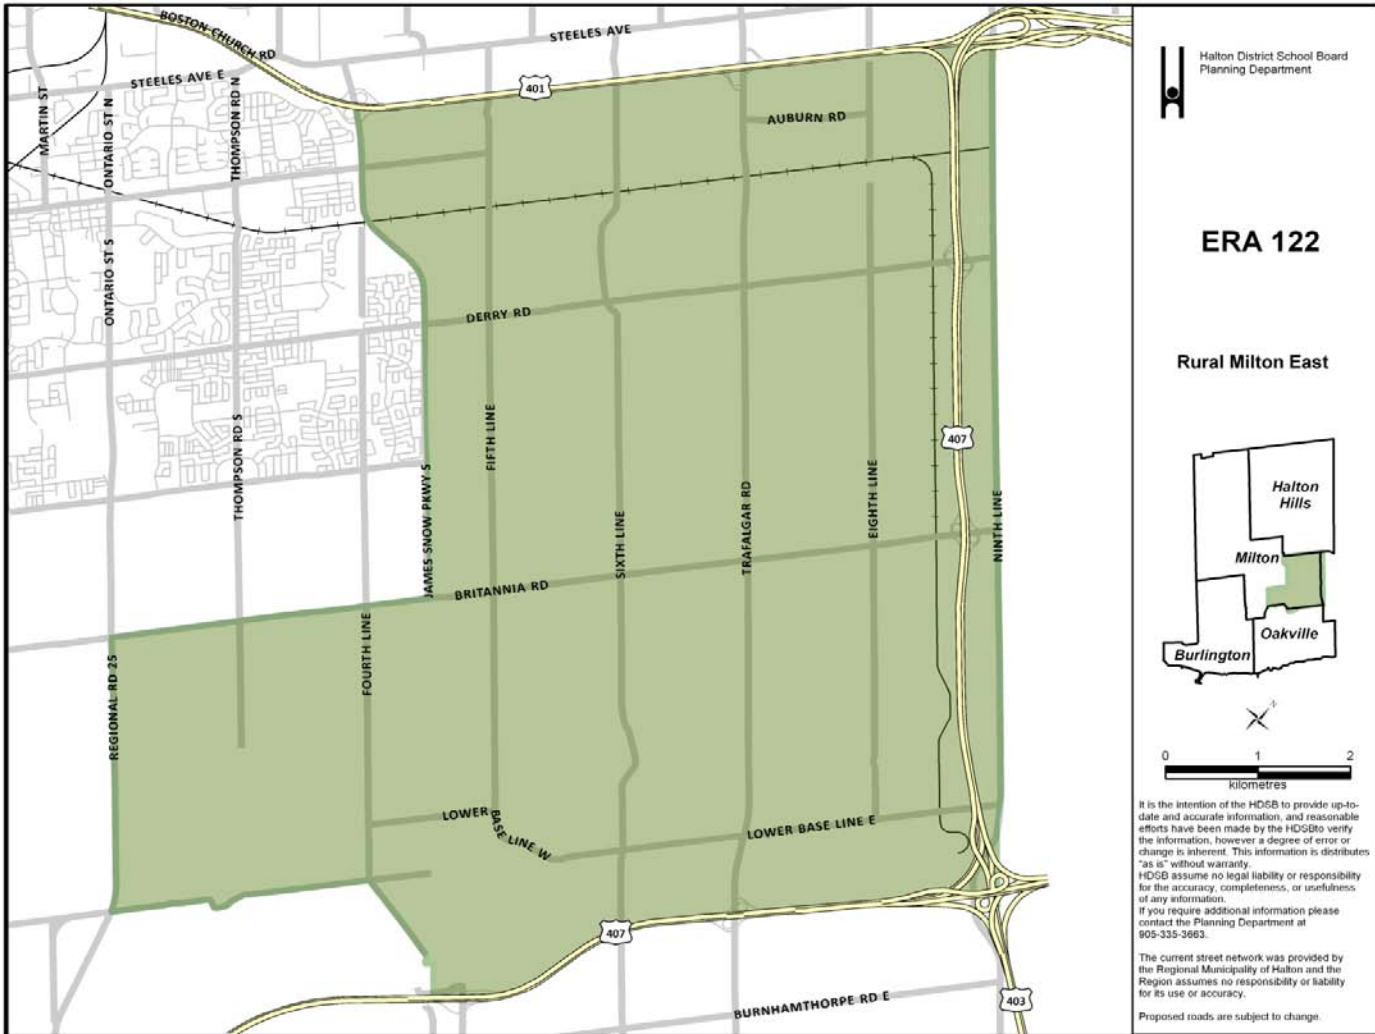 BOSTON CHURCH RD
STEELES AVE
STEELES AVE E
401
MARTIN ST
ONTARIO ST N
THOMPSON RD N
AUBURN RD
ONTARIO ST S
DERRY RD
THOMPSON RD S
FIFTH LINE
407
JAMES SNOW PKWY S
SIXTH LINE
TRAFALGAR RD
EIGHTH LINE
NINTH LINE
BRITANNIA RD
REGIONAL RD 25
FOURTH LINE
LOWER
BASE LINE W
LOWER BASE LINE E
407
403
BURNHAMTHORPE RD E
Halton District School Board
Planning Department
ERA 122
Rural Milton East
Halton
Hills
Milton
Oakville
Burlington
N
0 1 2
kilometres
It is the intention of the HDSB to provide up-to-
date and accurate information, and reasonable
efforts have been made by the HDSBto verify
the information, however a degree of error or
change is inherent. This information is distributes
"as is" without warranty.
HDSB assume no legal liability or responsibility
for the accuracy, completeness, or usefulness
of any information.
If you require additional information please
contact the Planning Department at
905-335-3663.
The current street network was provided by
the Regional Municipality of Halton and the
Region assumes no responsibility or liability
for its use or accuracy.
Proposed roads are subject to change.